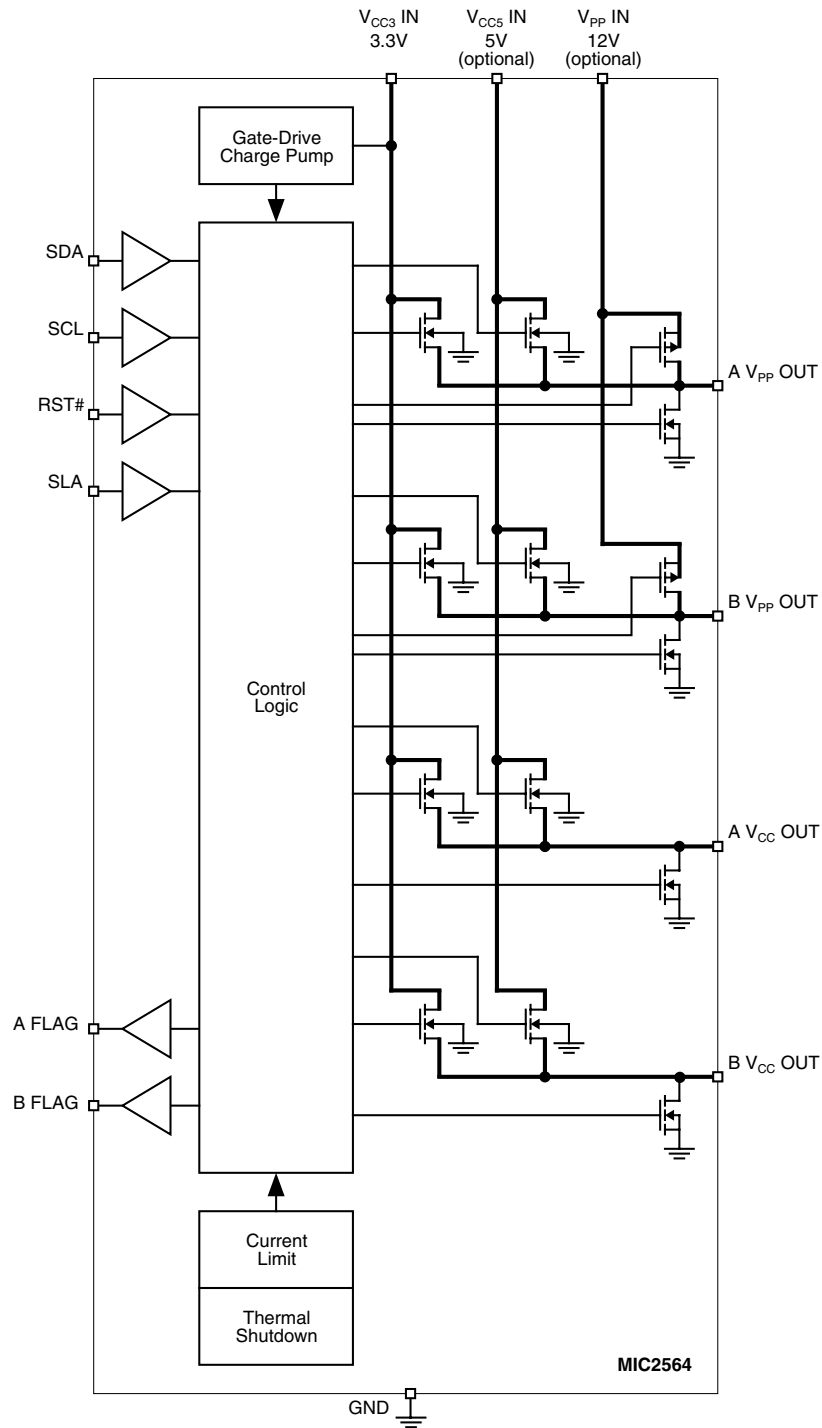 VCC3 IN
3.3V
VCC5 IN
5V
(optional)
VPP IN
12V
(optional)
Gate-Drive
Charge Pump
SDA
SCL
RST#
SLA
A VPP OUT
B VPP OUT
Control
Logic
A VCC OUT
A FLAG
B VCC OUT
B FLAG
Current
Limit
Thermal
Shutdown
MIC2564
GND